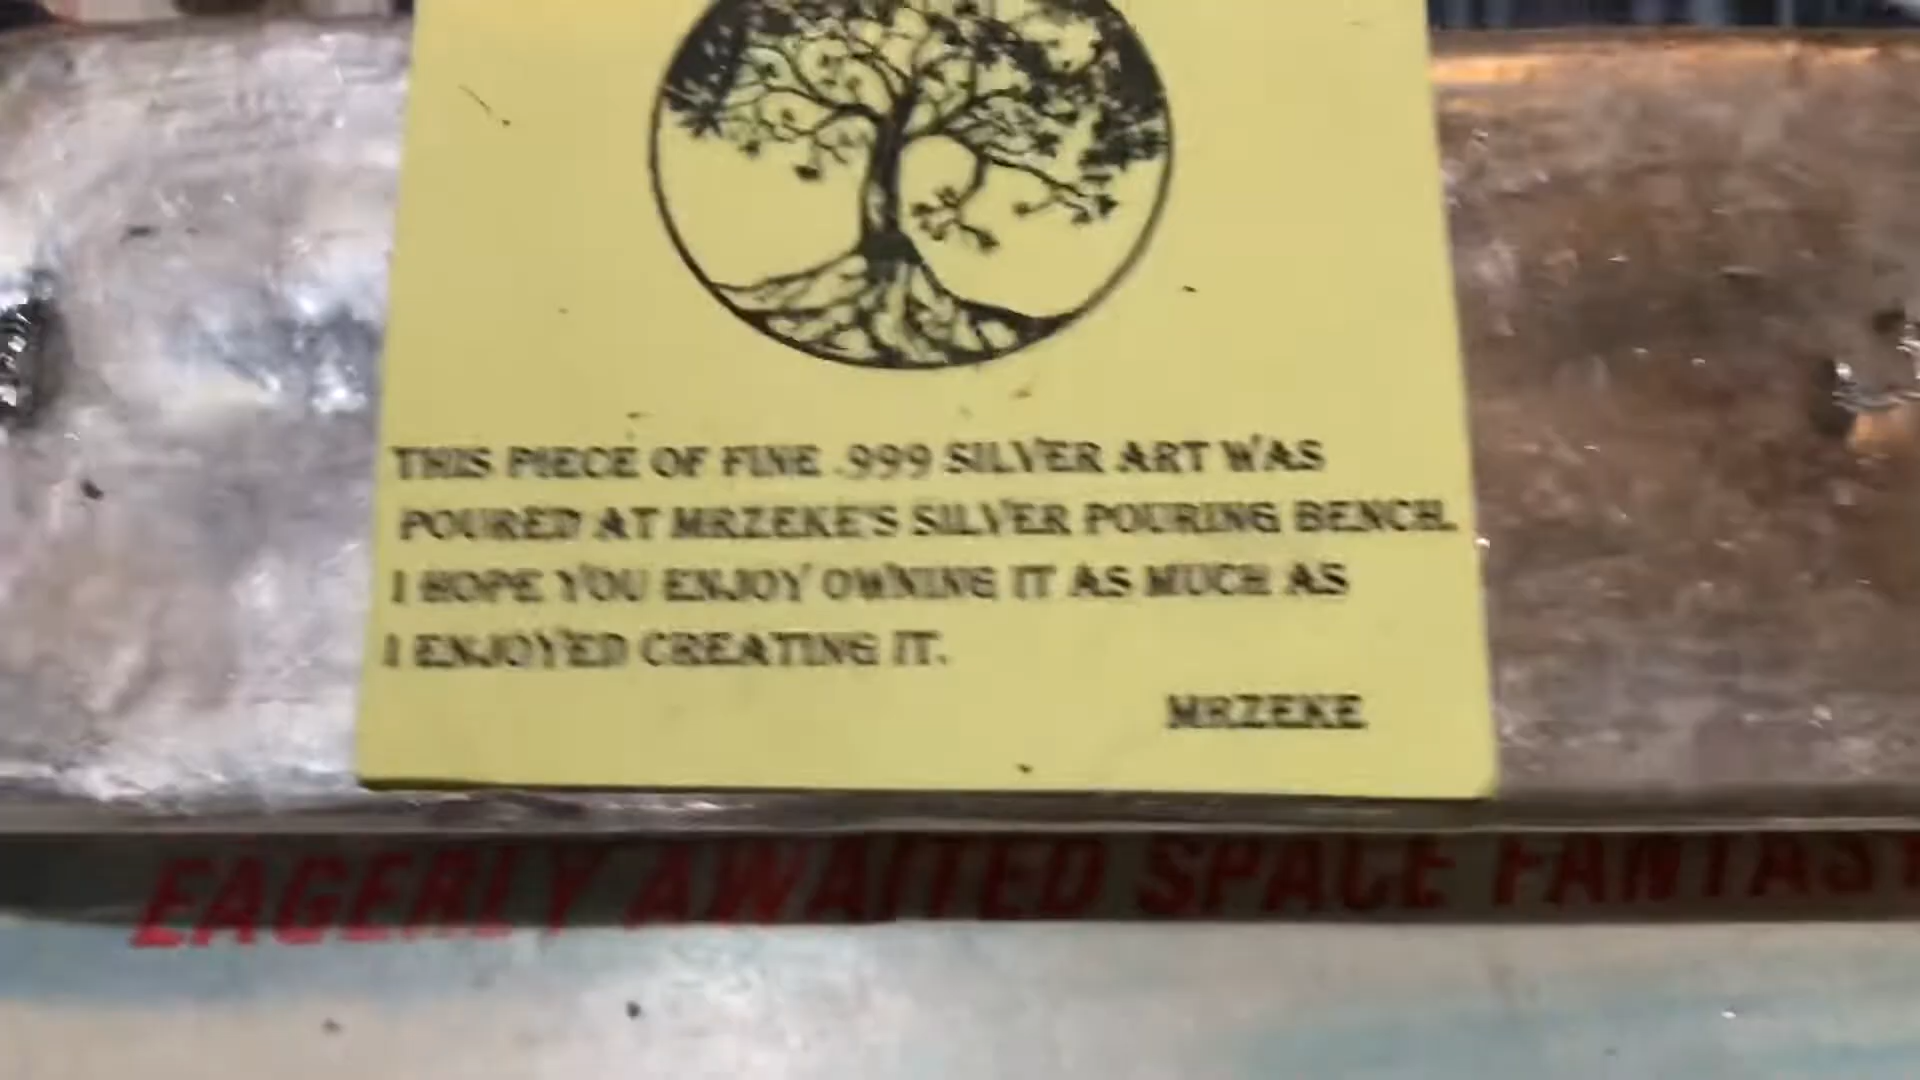 THIS PIECE OF FINE .999 SILVER ART WAS
POURED AT MRZEKE'S SILVER POURING BENCH.
I HOPE YOU ENJOY OWNING IT AS MUCH AS
I ENJOYED CREATING IT.
MRZEKE
EAGERLY AWAITED SPACE FANTASY